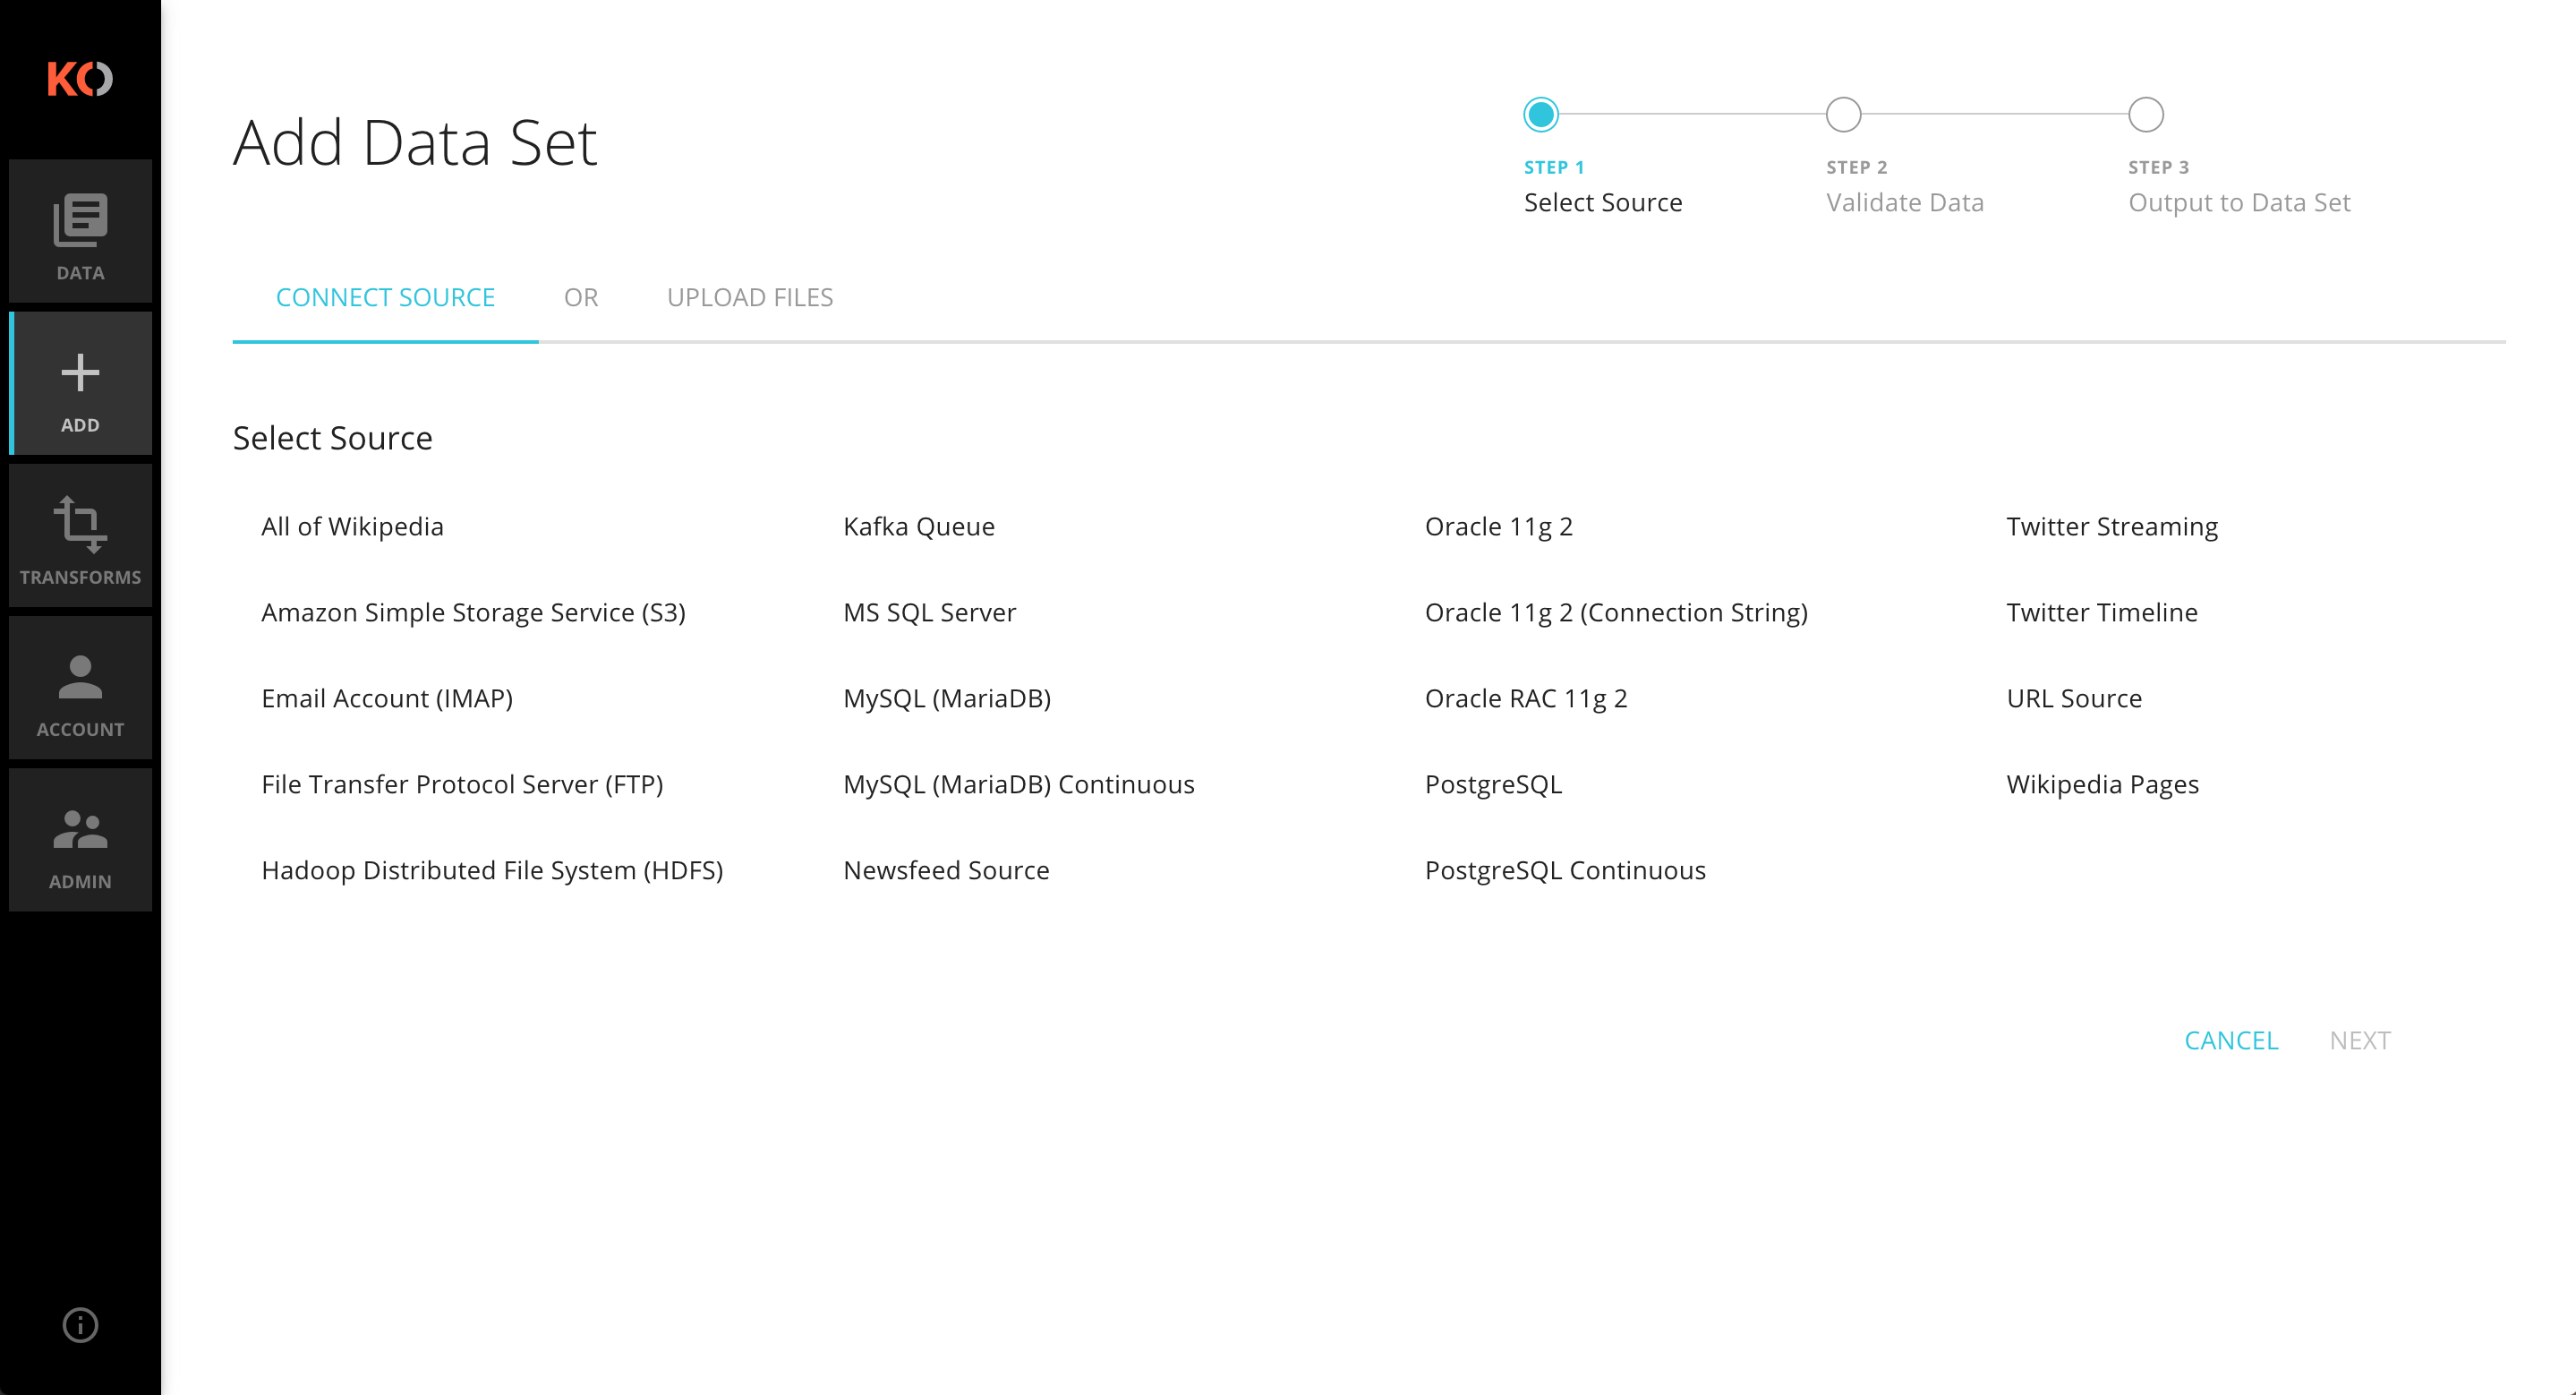 KO
DATA
ADD
TRANSFORMS
ACCOUNT
ADMIN
Add Data Set
STEP 1
Select Source
STEP 2
Validate Data
STEP 3
Output to Data Set
CONNECT SOURCE OR UPLOAD FILES
Select Source
All of Wikipedia
Amazon Simple Storage Service (S3)
Email Account (IMAP)
File Transfer Protocol Server (FTP)
Hadoop Distributed File System (HDFS)
Kafka Queue
MS SQL Server
MySQL (MariaDB)
MySQL (MariaDB) Continuous
Newsfeed Source
Oracle 11g 2
Oracle 11g 2 (Connection String)
Oracle RAC 11g 2
PostgreSQL
PostgreSQL Continuous
Twitter Streaming
Twitter Timeline
URL Source
Wikipedia Pages
CANCEL NEXT